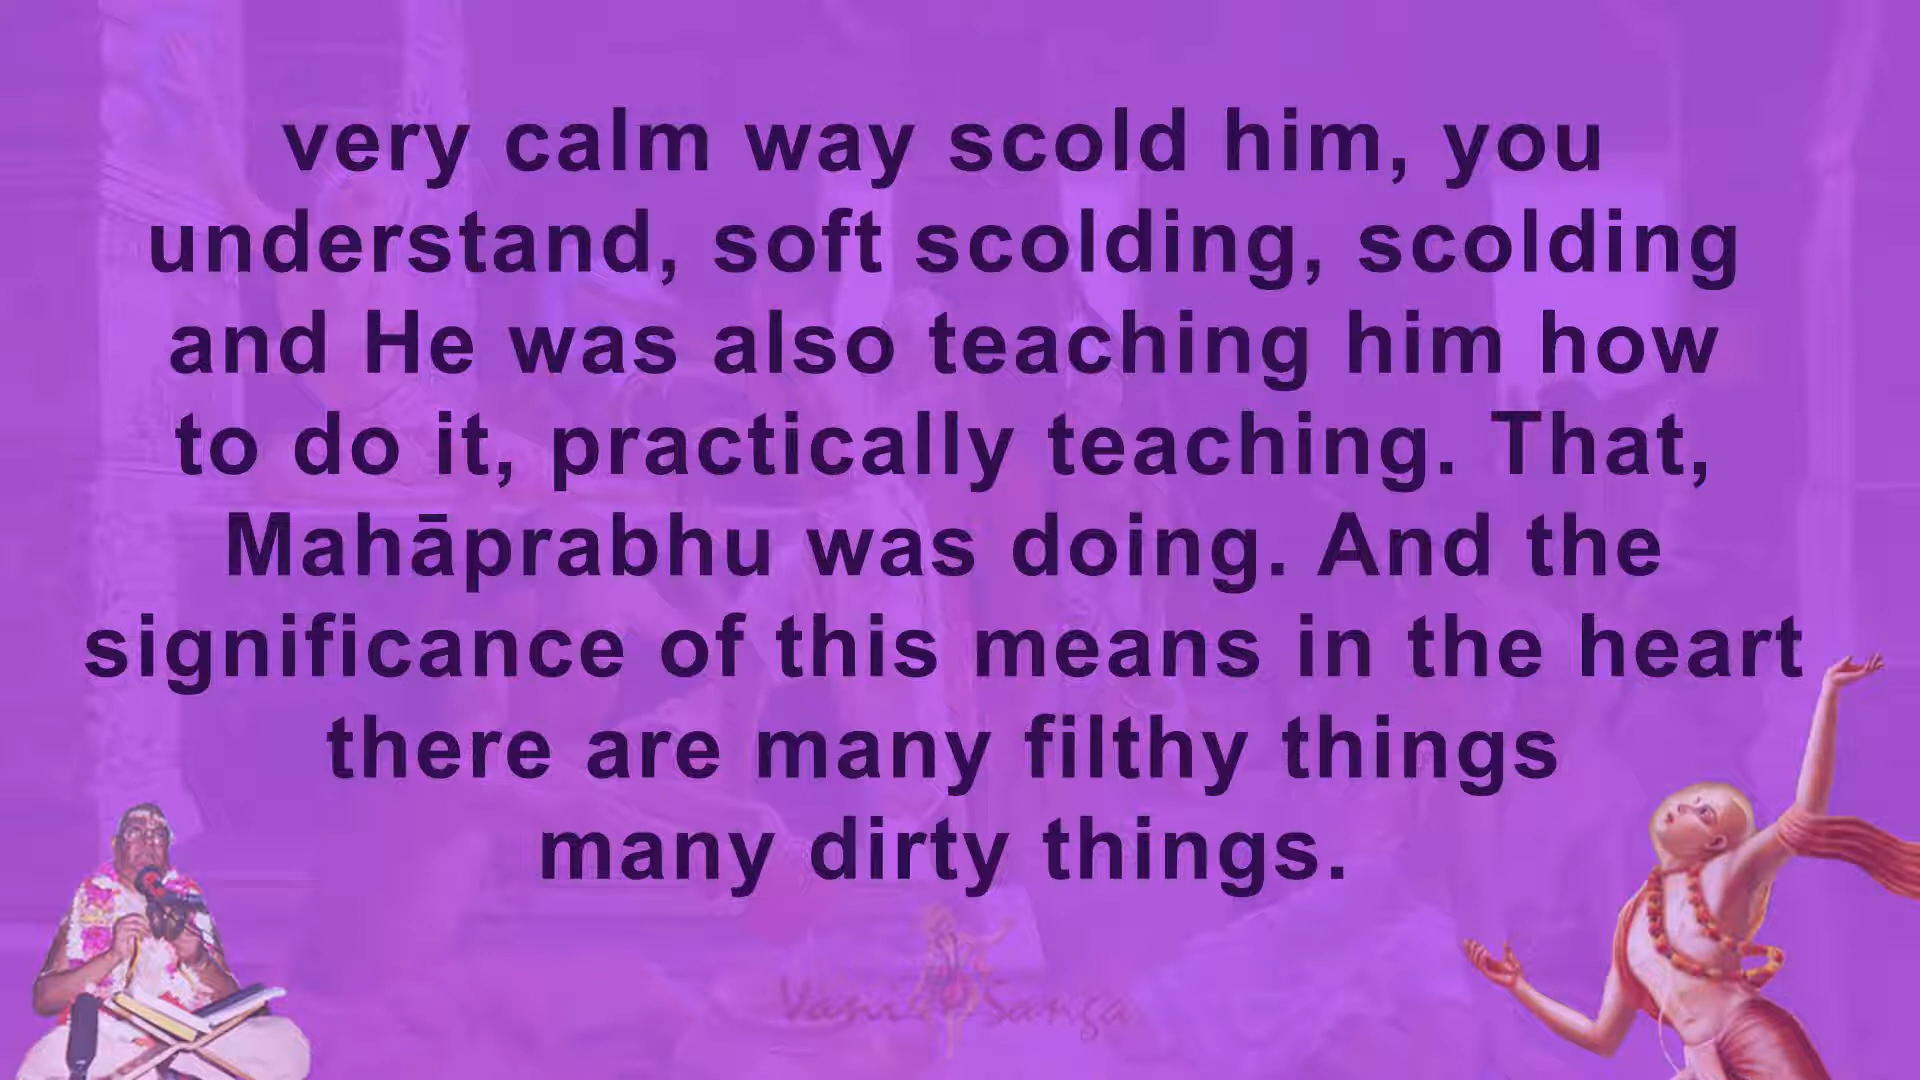 very calm way scold him, you
understand, soft scolding, scolding
and He was also teaching him how
to do it, practically teaching. That,
Mahāprabhu was doing. And the
significance of this means in the heart
there are many filthy things
many dirty things.
Vani Sanga